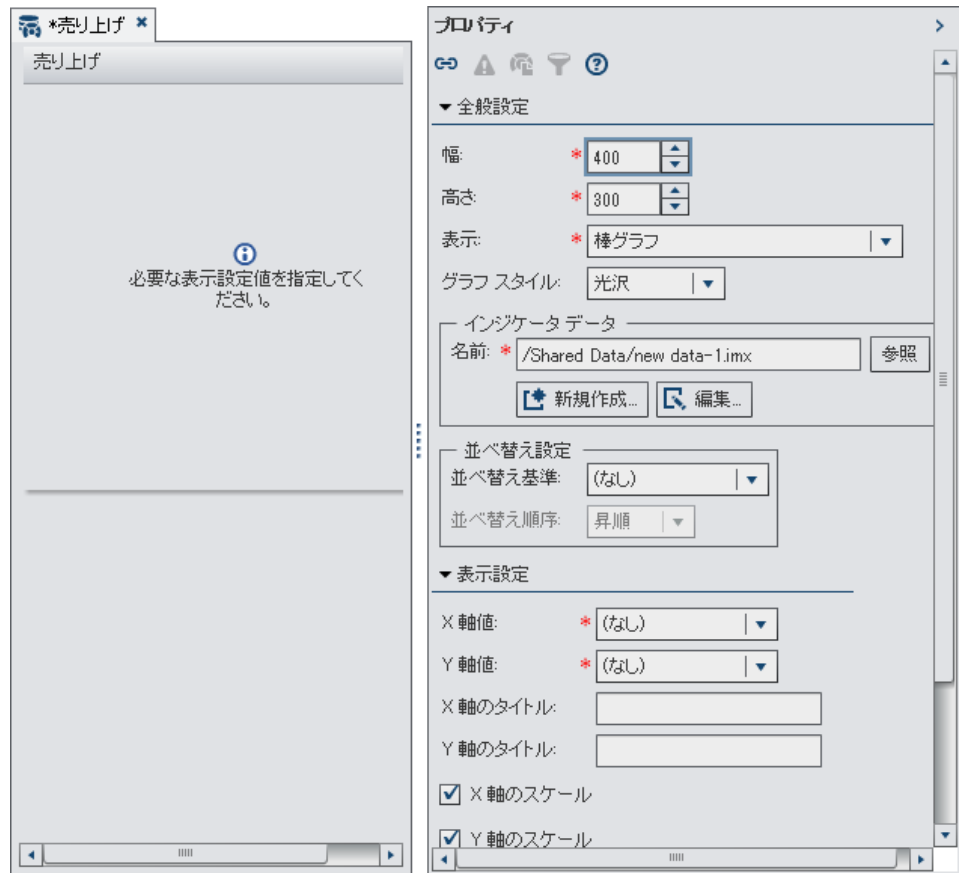 *売り上げ ×
売り上げ
必要な表示設定値を指定してく
ださい。
プロパティ
全般設定
幅: * 400
高さ: * 300
表示: * 棒グラフ
グラフ スタイル: 光沢
インジケータ データ
名前: * /Shared Data/new data-1.imx 参照
新規作成... 編集...
並べ替え設定
並べ替え基準: (なし)
並べ替え順序: 昇順
表示設定
X 軸値: * (なし)
Y 軸値: * (なし)
X 軸のタイトル:
Y 軸のタイトル:
X 軸のスケール
Y 軸のスケール